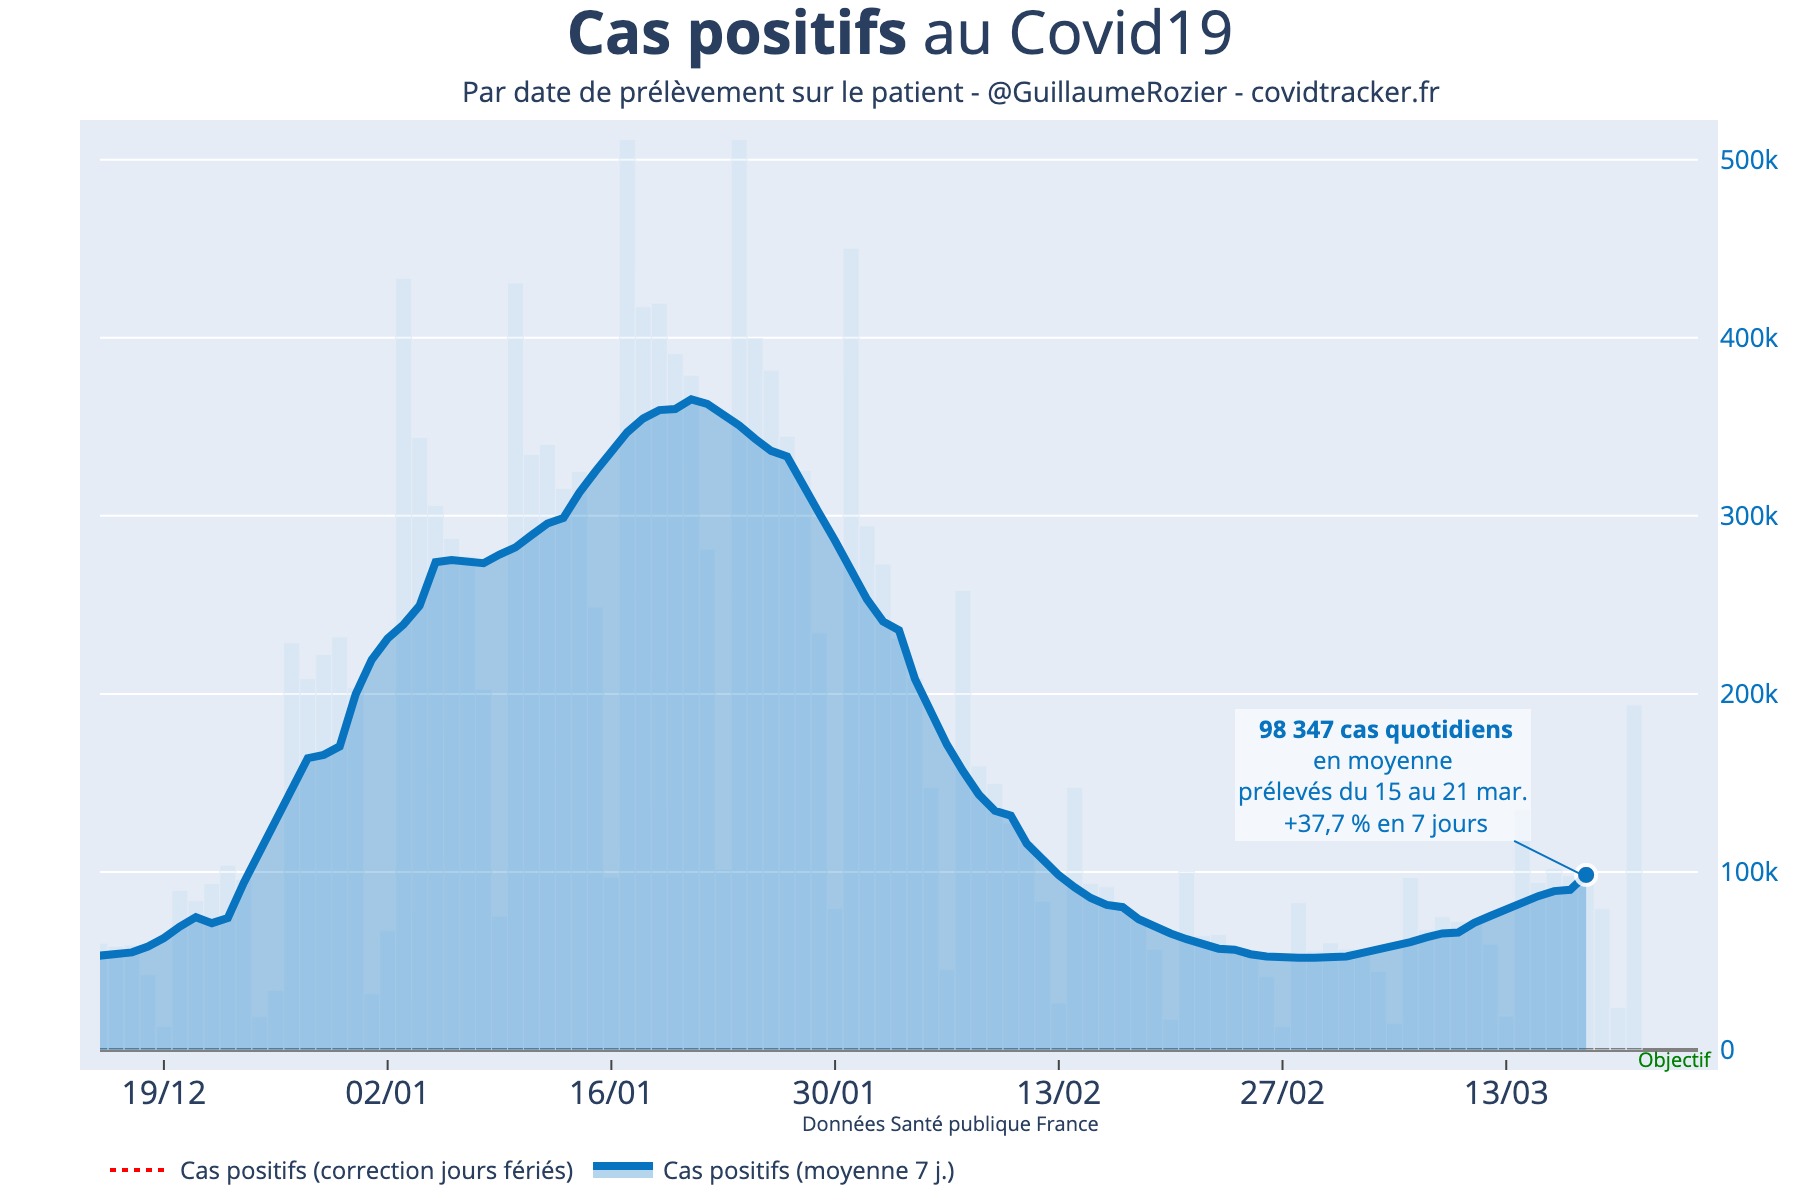 Cas positifs au Covid19
Par date de prélèvement sur le patient - @GuillaumeRozier - covidtracker.fr
500k
400k
300k
200k
98 347 cas quotidiens
en moyenne
prélevés du 15 au 21 mar.
+37,7 % en 7 jours
100k
0
Objectif
19/12 02/01 16/01 30/01 13/02 27/02 13/03
Données Santé publique France
Cas positifs (correction jours fériés) Cas positifs (moyenne 7 j.)